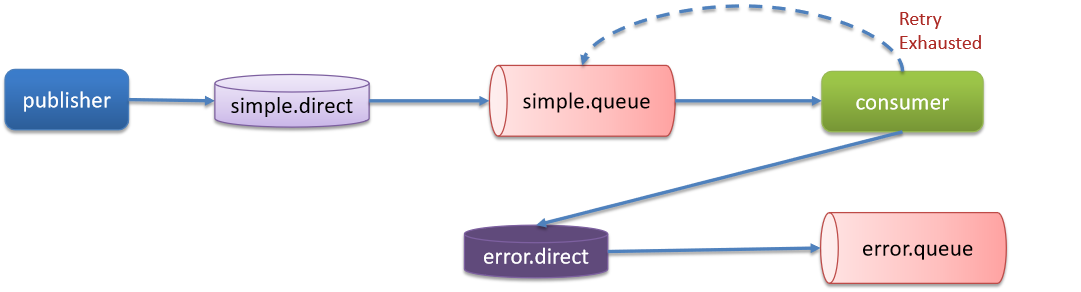 Retry
Exhausted
publisher
simple.direct
simple.queue
consumer
error.direct
error.queue